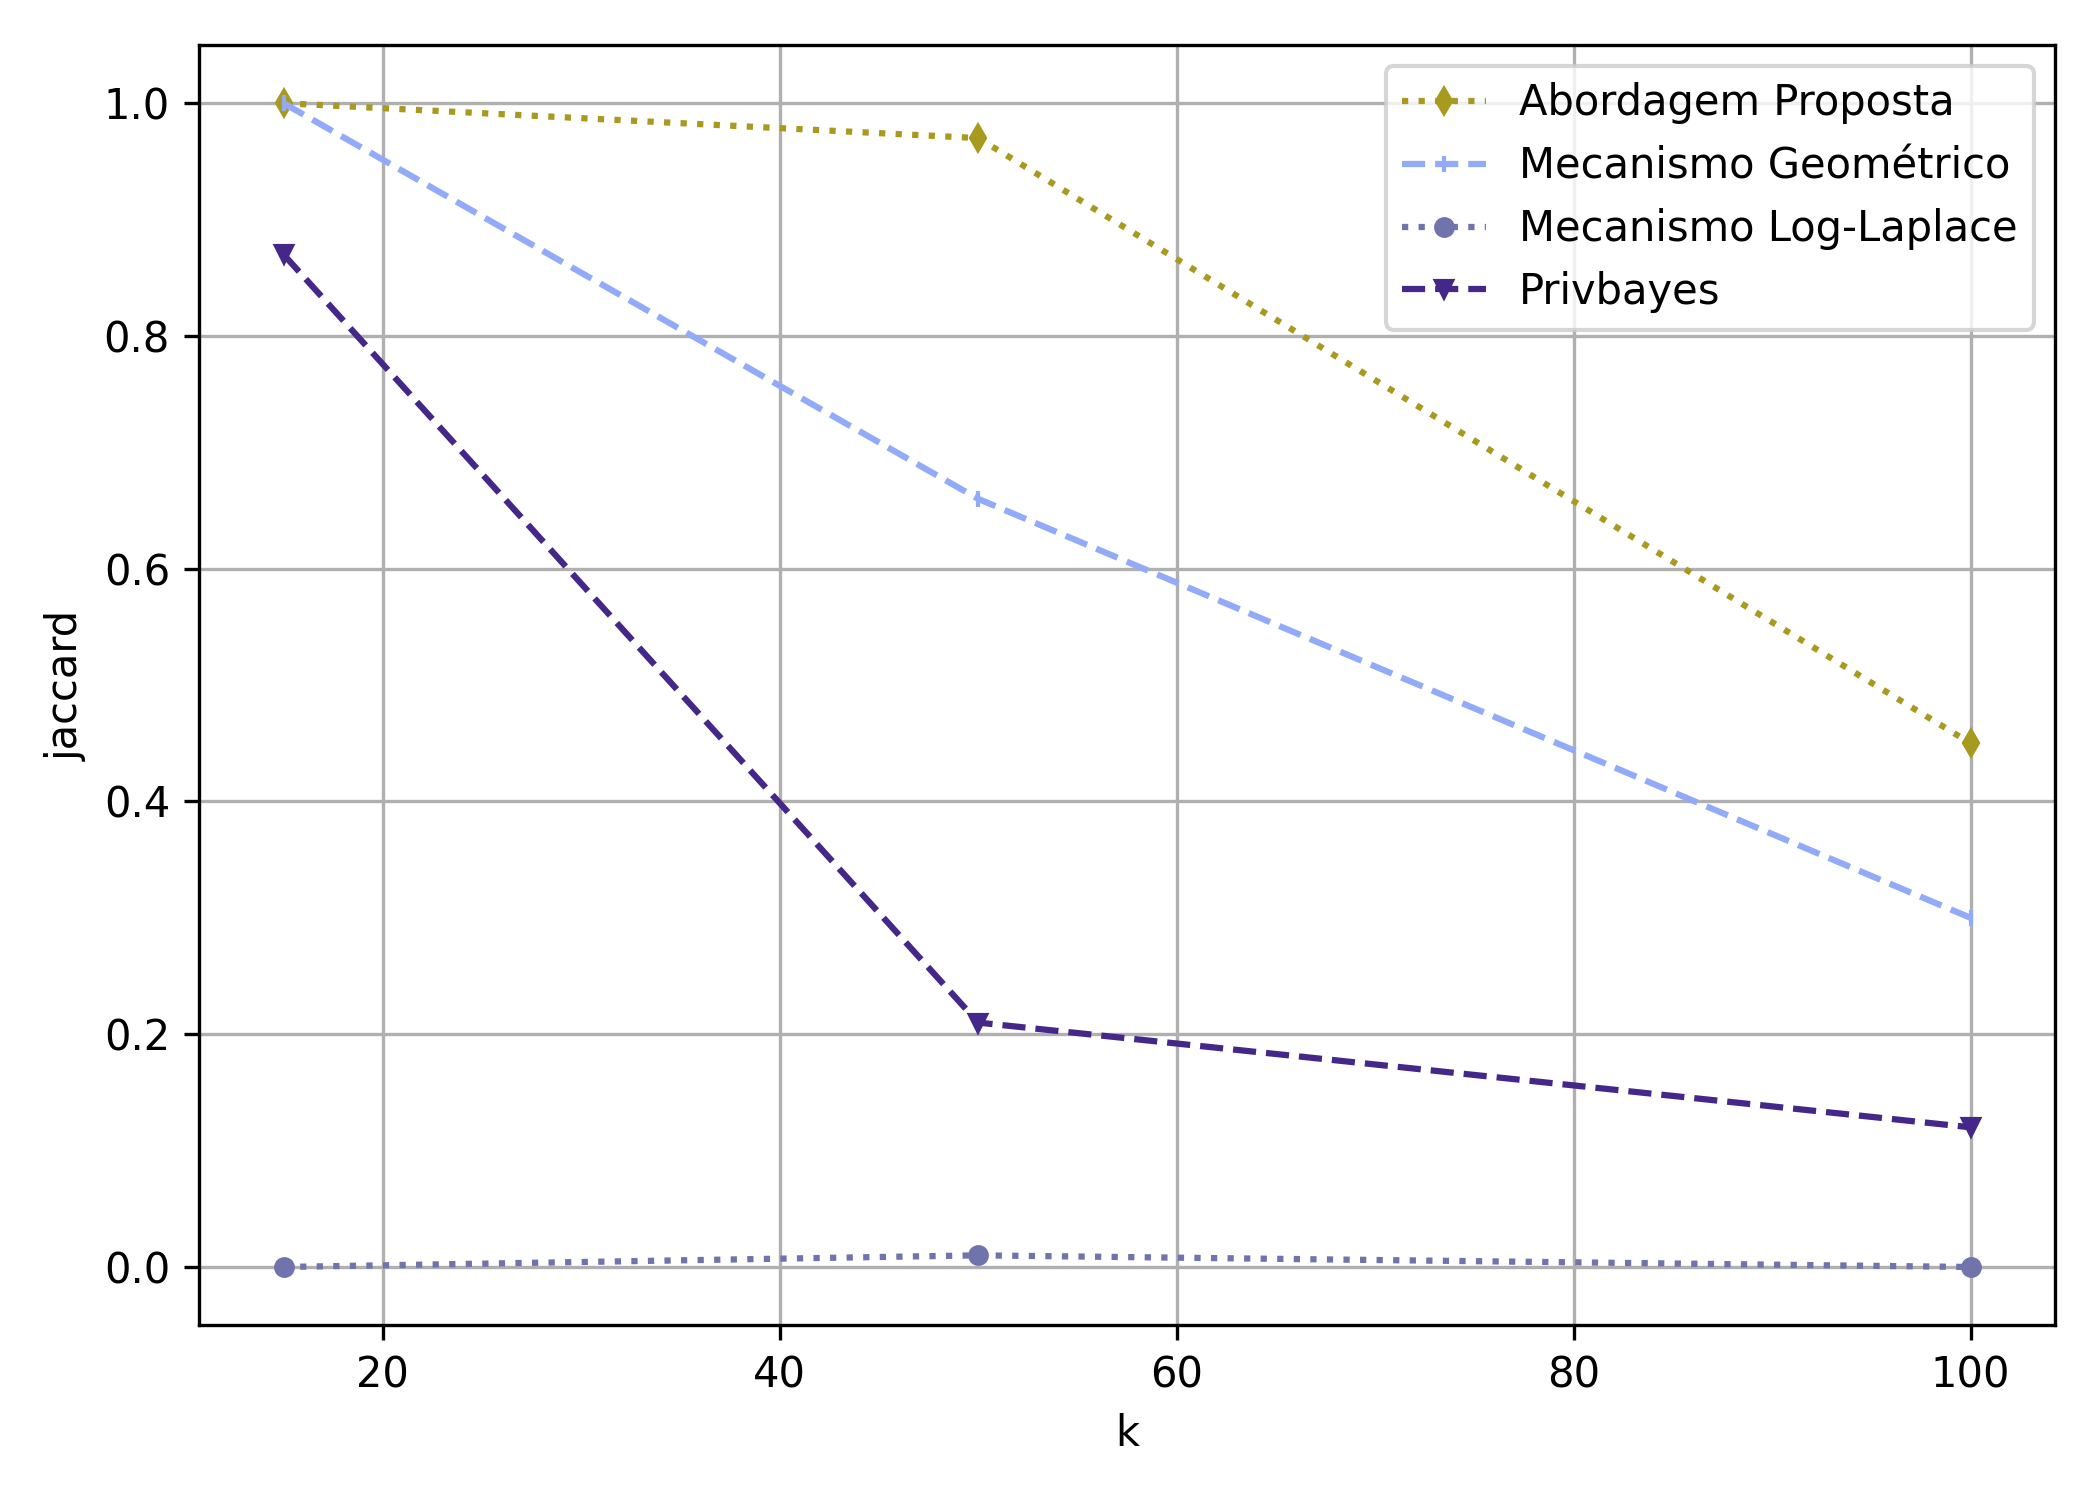 1.0
0.8
0.6
0.4
0.2
0.0
jaccard
Abordagem Proposta
Mecanismo Geométrico
Mecanismo Log-Laplace
Privbayes
20 40 60 80 100
k